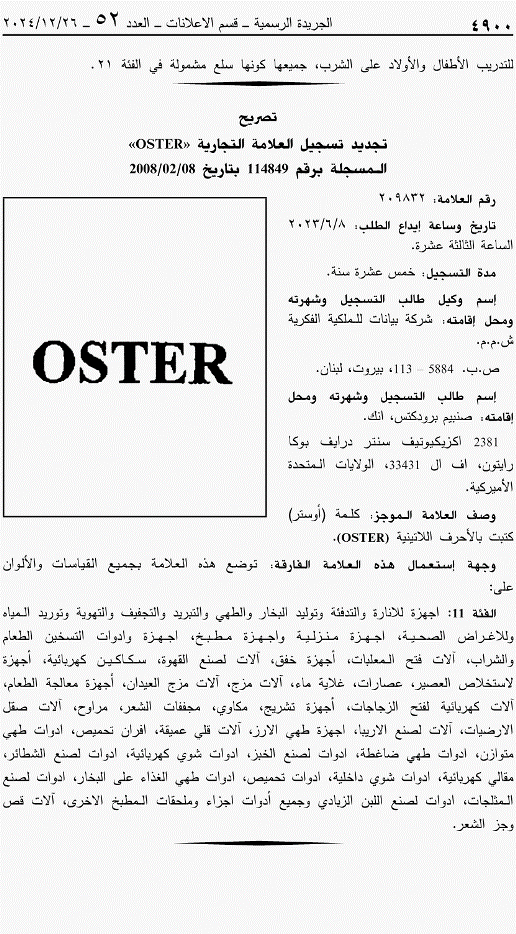 ٤٩٠٠ الجريدة الرسمية ـ قسم الاعلانات ـ العدد ٥٢ ـ ٢٠٢٤/١٢/٢٦
للتدريب الأطفال والأولاد على الشرب، جميعها كونها سلع مشمولة في الفئة ٢١.
تصريح
تجديد تسجيل العلامة التجارية «OSTER»
المسجلة برقم 114849 بتاريخ 2008/02/08
رقم العلامة: ٢٠٩٨٣٢
تاريخ وساعة إيداع الطلب: ٢٠٢٣/٦/٨
الساعة الثالثة عشرة.
مدة التسجيل: خمس عشرة سنة.
إسم وكيل طالب التسجيل وشهرته
ومحل إقامته: شركة بيانات للملكية الفكرية
ش.م.م.
ص.ب. 5884 – 113، بيروت، لبنان.
إسم طالب التسجيل وشهرته ومحل
إقامته: صنبيم برودكتس، انك.
2381 اكزيكيوتيف سنتر درايف بوكا
رايتون، اف ال 33431، الولايات المتحدة
الأميركية.
وصف العلامة الموجز: كلمة (أوستر)
كتبت بالأحرف اللاتينية (OSTER).
OSTER
وجهة إستعمال هذه العلامة الفارقة: توضع هذه العلامة بجميع القياسات والألوان
على:
الفئة 11: اجهزة للانارة والتدفئة وتوليد البخار والطهي والتبريد والتجفيف والتهوية وتوريد المياه
وللاغراض الصحية، اجهزة منزلية واجهزة مطبخ، اجهزة وادوات التسخين الطعام
والشراب، آلات فتح المعلبات، أجهزة خفق، آلات لصنع القهوة، سكاكين كهربائية، أجهزة
لاستخلاص العصير، عصارات، غلاية ماء، آلات مزج، آلات مزج العيدان، أجهزة معالجة الطعام،
آلات كهربائية لفتح الزجاجات، أجهزة تشريج، مكاوي، مجففات الشعر، مراوح، آلات صقل
الارضيات، آلات لصنع الاريبا، اجهزة طهي الارز، آلات قلي عميقة، افران تحميص، ادوات طهي
متوازن، ادوات طهي ضاغطة، ادوات لصنع الخبز، ادوات شوي كهربائية، ادوات لصنع الشطائر،
مقالي كهربائية، ادوات شوي داخلية، ادوات تحميص، ادوات طهي الغذاء على البخار، ادوات لصنع
المثلجات، ادوات لصنع اللبن الزبادي وجميع أدوات اجزاء وملحقات المطبخ الاخرى، آلات قص
وجز الشعر.